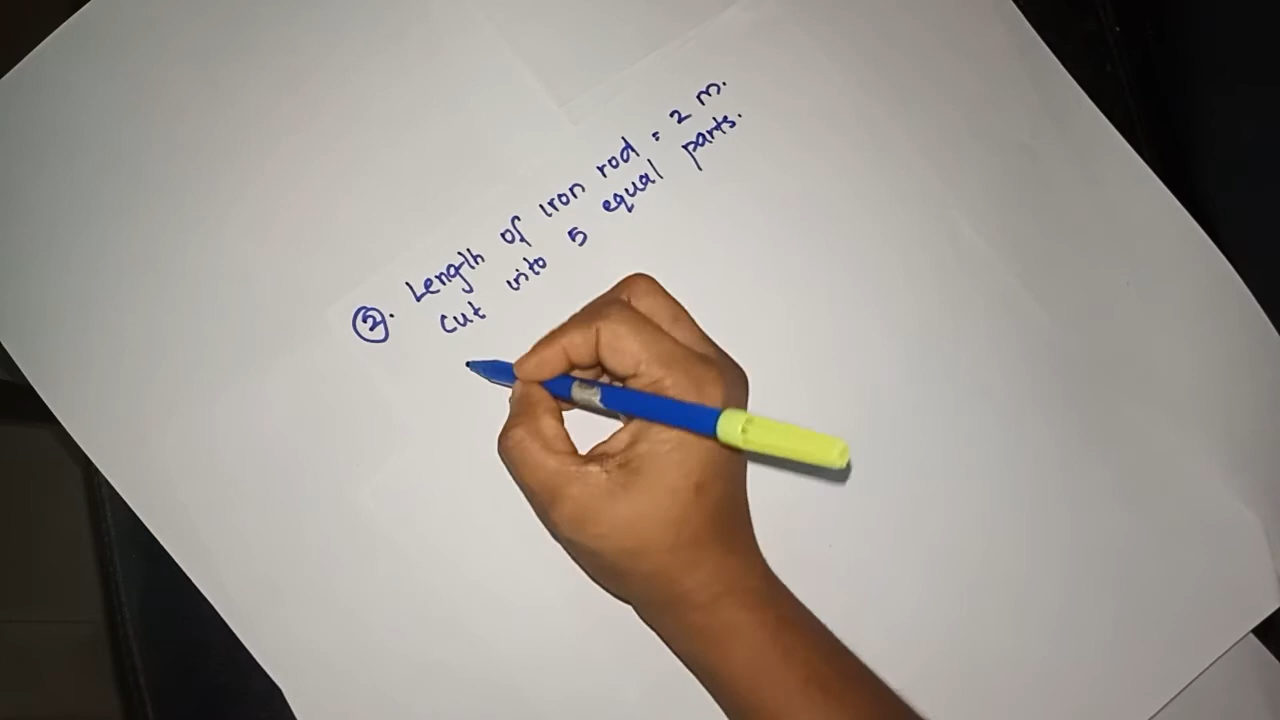 ②. Length of iron rod = 2 m.
cut into 5 equal parts.